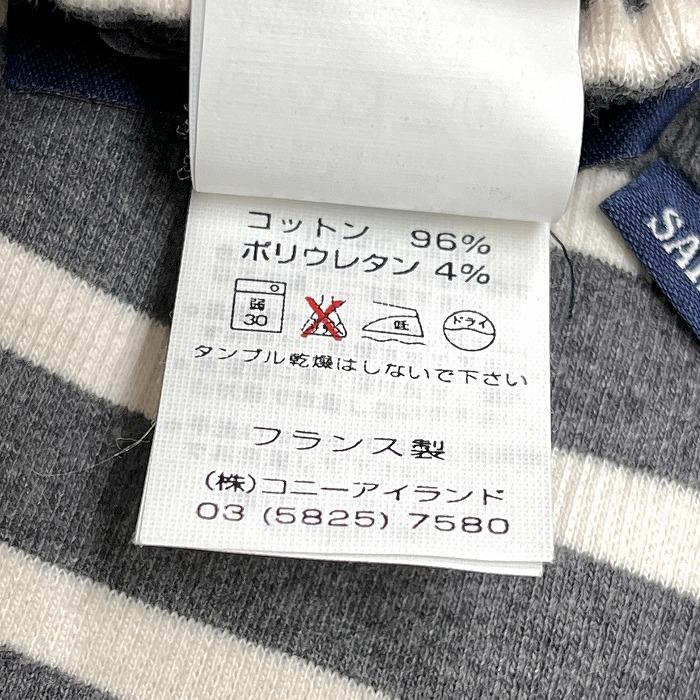 コットン 96%
ポリウレタン 4%
弱
30
低
ドライ
タンブル乾燥はしないで下さい
フランス製
(株)コニーアイランド
03 (5825) 7580